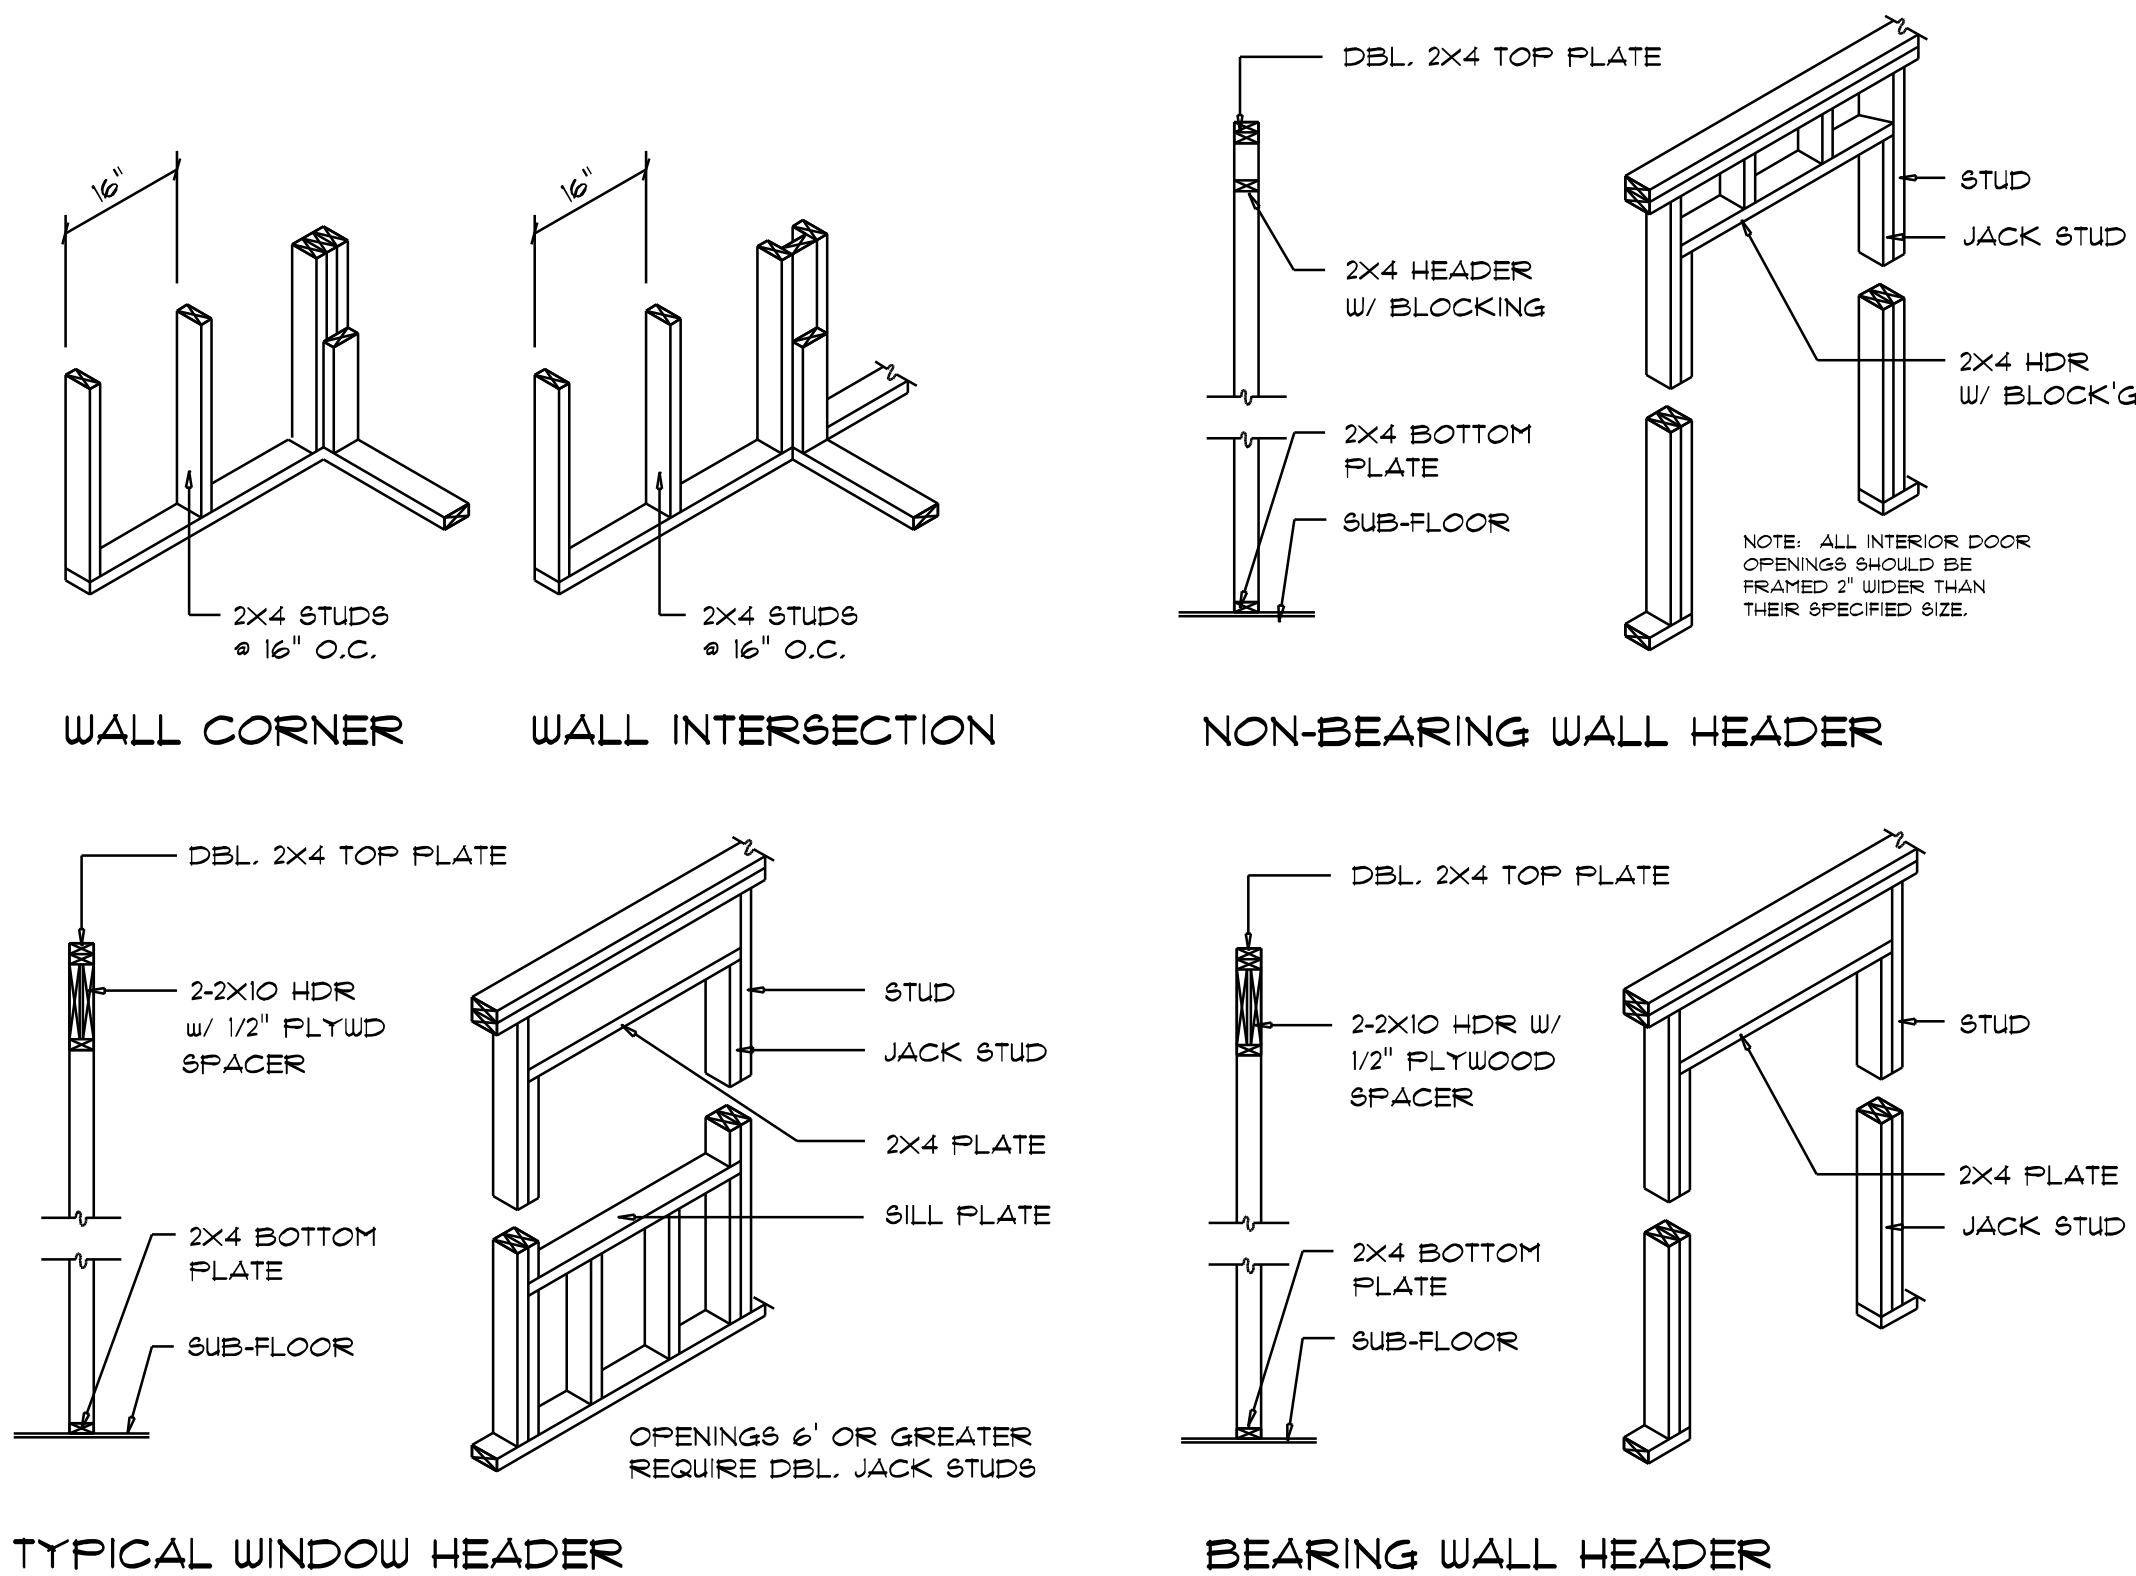 16"
2X4 STUDS
@ 16" O.C.
WALL CORNER
16"
2X4 STUDS
@ 16" O.C.
WALL INTERSECTION
DBL. 2X4 TOP PLATE
2X4 HEADER
W/ BLOCKING
2X4 BOTTOM
PLATE
SUB-FLOOR
STUD
JACK STUD
2X4 HDR
W/ BLOCK'G
NOTE: ALL INTERIOR DOOR
OPENINGS SHOULD BE
FRAMED 2" WIDER THAN
THEIR SPECIFIED SIZE.
NON-BEARING WALL HEADER
DBL. 2X4 TOP PLATE
2-2X10 HDR
w/ 1/2" PLYWD
SPACER
2X4 BOTTOM
PLATE
SUB-FLOOR
STUD
JACK STUD
2X4 PLATE
SILL PLATE
OPENINGS 6' OR GREATER
REQUIRE DBL. JACK STUDS
TYPICAL WINDOW HEADER
DBL. 2X4 TOP PLATE
2-2X10 HDR W/
1/2" PLYWOOD
SPACER
2X4 BOTTOM
PLATE
SUB-FLOOR
STUD
2X4 PLATE
JACK STUD
BEARING WALL HEADER